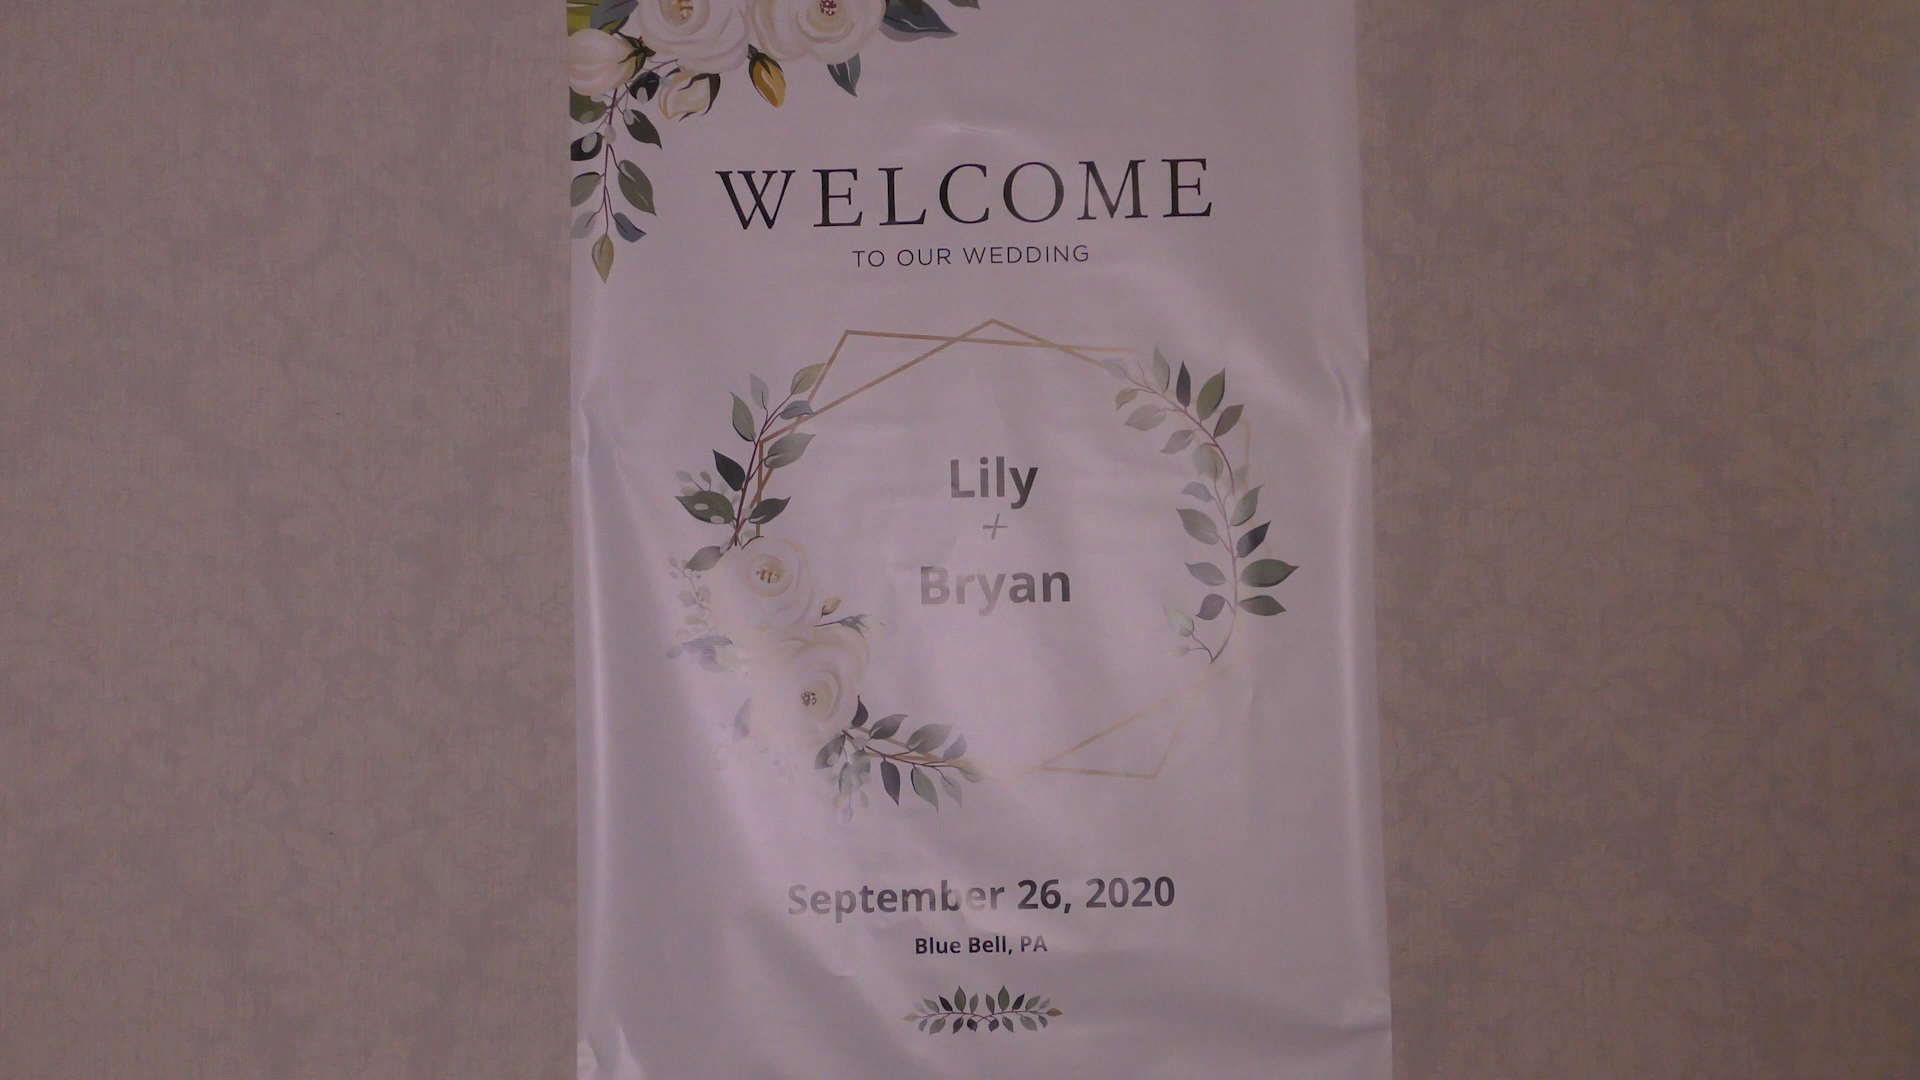 WELCOME
TO OUR WEDDING
Lily
+
Bryan
September 26, 2020
Blue Bell, PA